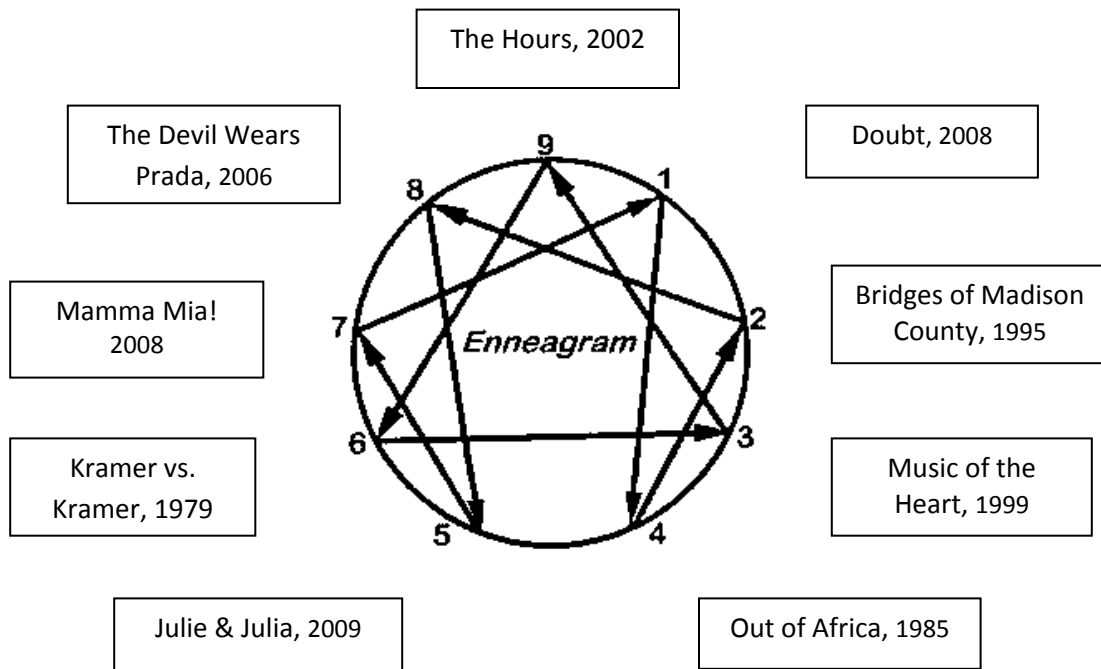 The Hours, 2002
The Devil Wears
Prada, 2006
Doubt, 2008
9
8
1
Mamma Mia!
2008
7
Enneagram
2
Bridges of Madison
County, 1995
Kramer vs.
Kramer, 1979
6
3
Music of the
Heart, 1999
5
4
Julie & Julia, 2009
Out of Africa, 1985